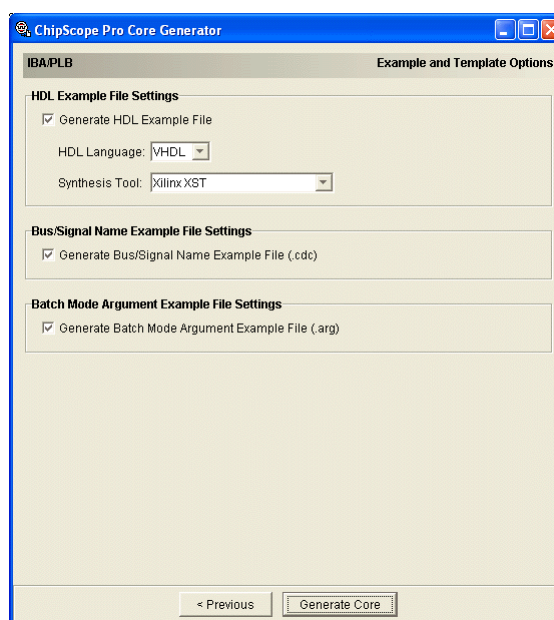 ChipScope Pro Core Generator
IBA/PLB Example and Template Options
HDL Example File Settings
Generate HDL Example File
HDL Language: VHDL
Synthesis Tool: Xilinx XST
Bus/Signal Name Example File Settings
Generate Bus/Signal Name Example File (.cdc)
Batch Mode Argument Example File Settings
Generate Batch Mode Argument Example File (.arg)
< Previous Generate Core